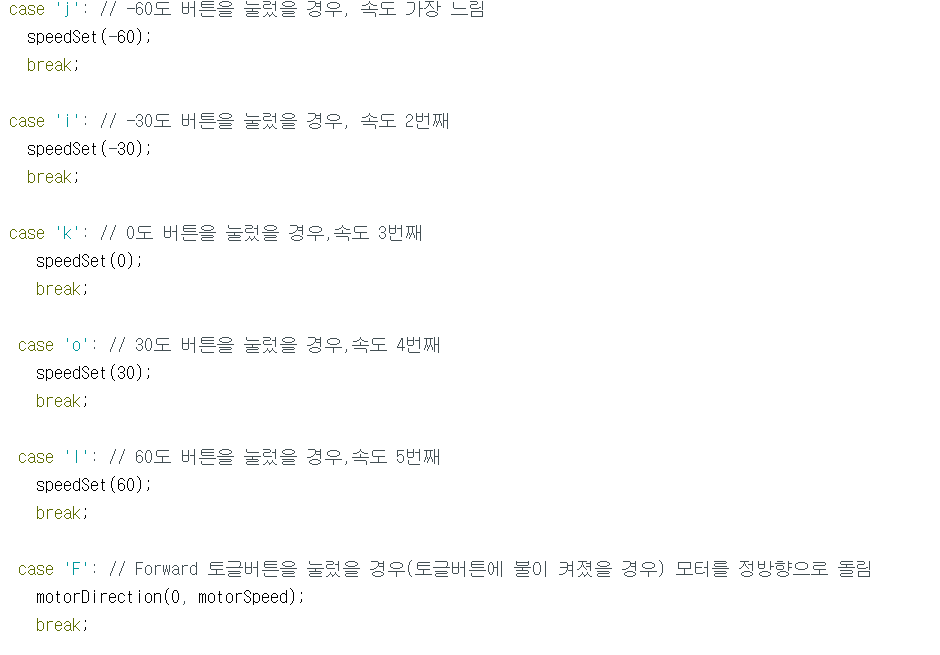 case 'j': // -60도 버튼을 눌렀을 경우, 속도 가장 느림
speedSet(-60);
break;
case 'i': // -30도 버튼을 눌렀을 경우, 속도 2번째
speedSet(-30);
break;
case 'k': // 0도 버튼을 눌렀을 경우,속도 3번째
speedSet(0);
break;
case 'o': // 30도 버튼을 눌렀을 경우,속도 4번째
speedSet(30);
break;
case 'l': // 60도 버튼을 눌렀을 경우,속도 5번째
speedSet(60);
break;
case 'F': // Forward 토글버튼을 눌렀을 경우(토글버튼에 불이 켜졌을 경우) 모터를 정방향으로 돌림
motorDirection(0, motorSpeed);
break;